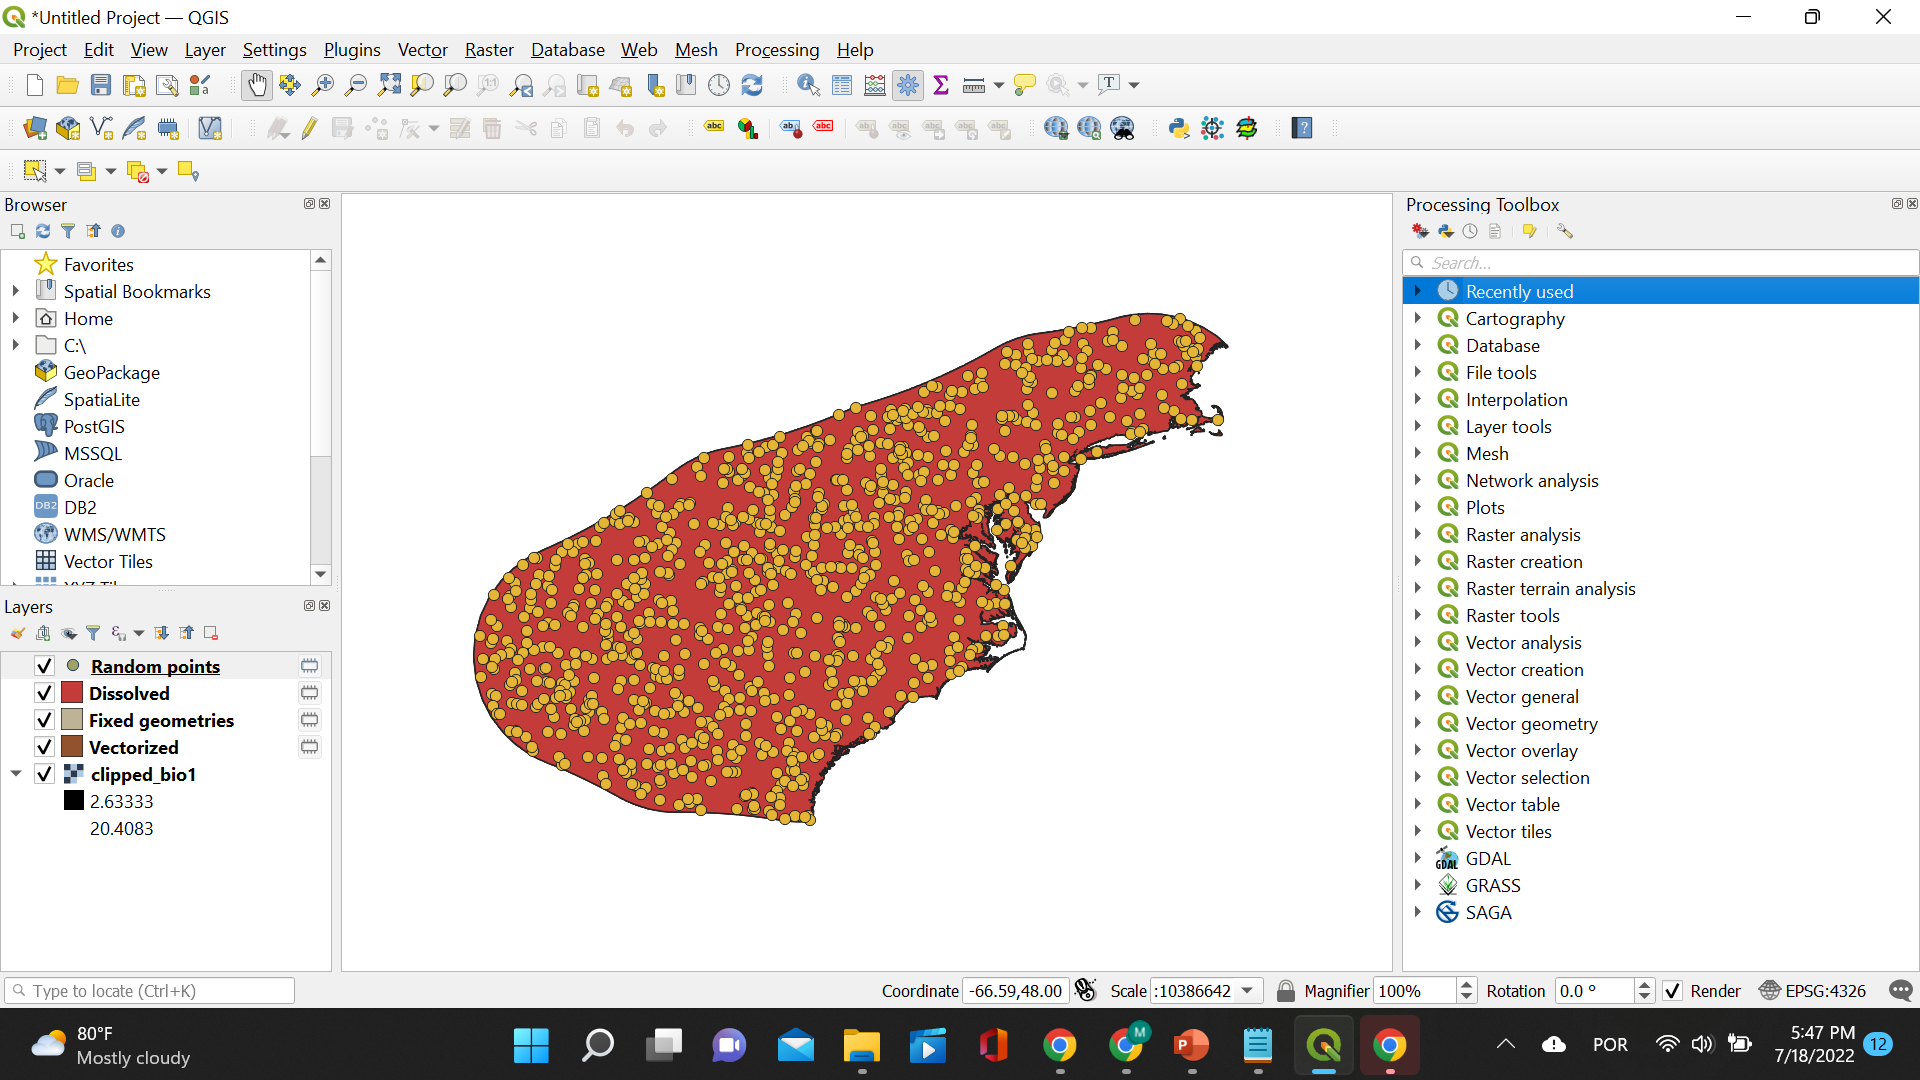 *Untitled Project — QGIS
Project Edit View Layer Settings Plugins Vector Raster Database Web Mesh Processing Help
Browser
Favorites
Spatial Bookmarks
Home
C:\
GeoPackage
SpatiaLite
PostGIS
MSSQL
Oracle
DB2
WMS/WMTS
Vector Tiles
Layers
Random points
Dissolved
Fixed geometries
Vectorized
clipped_bio1
2.63333
20.4083
Processing Toolbox
Search...
Recently used
Cartography
Database
File tools
Interpolation
Layer tools
Mesh
Network analysis
Plots
Raster analysis
Raster creation
Raster terrain analysis
Raster tools
Vector analysis
Vector creation
Vector general
Vector geometry
Vector overlay
Vector selection
Vector table
Vector tiles
GDAL
GRASS
SAGA
Type to locate (Ctrl+K)
Coordinate -66.59,48.00 Scale :10386642 Magnifier 100% Rotation 0.0 ° Render EPSG:4326
80°F
Mostly cloudy
POR
5:47 PM
7/18/2022
12